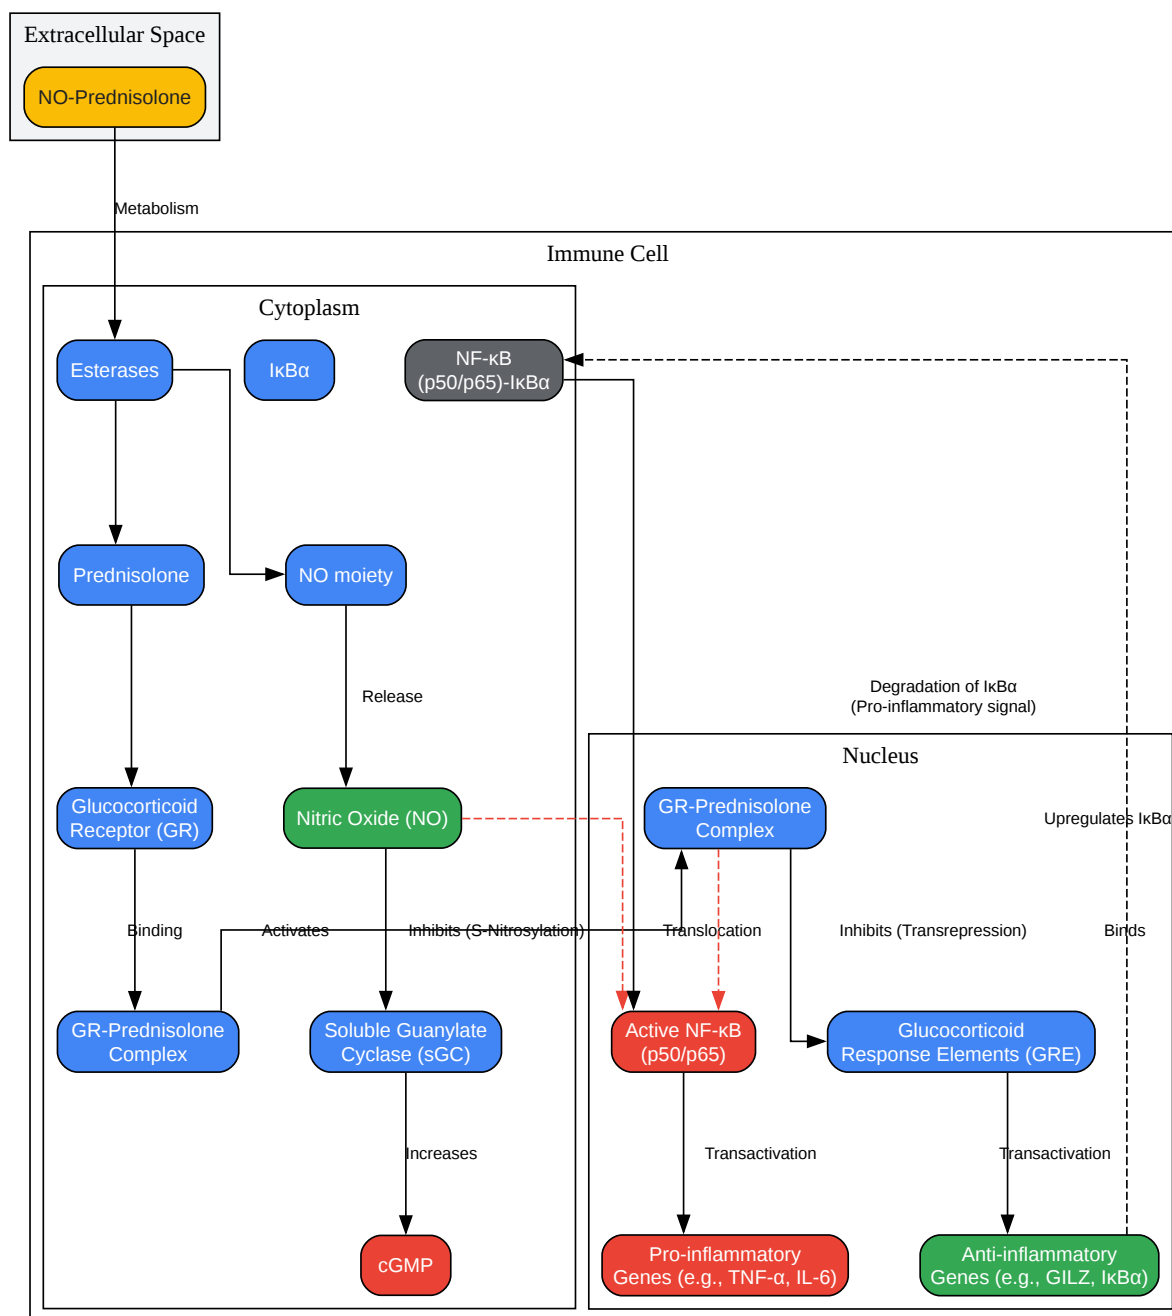 Extracellular Space
NO-Prednisolone
Metabolism
Immune Cell
Cytoplasm
Esterases
IκBα
NF-κB
(p50/p65)-IκBα
Prednisolone
NO moiety
Release
Degradation of IκBα
(Pro-inflammatory signal)
Nucleus
Glucocorticoid
Receptor (GR)
Nitric Oxide (NO)
GR-Prednisolone
Complex
Upregulates IκBα
Binding
Activates
Inhibits (S-Nitrosylation)
Translocation
Inhibits (Transrepression)
Binds
GR-Prednisolone
Complex
Soluble Guanylate
Cyclase (sGC)
Active NF-κB
(p50/p65)
Glucocorticoid
Response Elements (GRE)
Increases
Transactivation
Transactivation
cGMP
Pro-inflammatory
Genes (e.g., TNF-α, IL-6)
Anti-inflammatory
Genes (e.g., GILZ, IκBα)